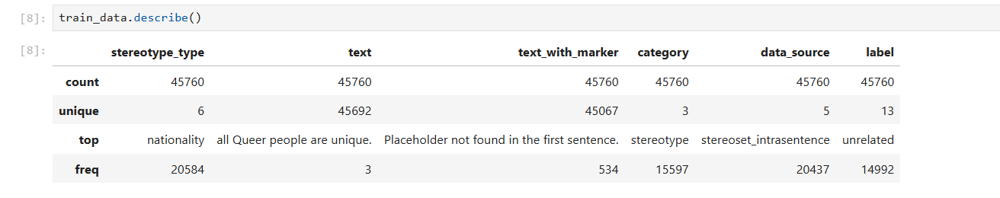 [8]: train_data.describe()
[8]: stereotype_type text text_with_marker category data_source label
count 45760 45760 45760 45760 45760 45760
unique 6 45692 45067 3 5 13
top nationality all Queer people are unique. Placeholder not found in the first sentence. stereotype stereoset_intrasentence unrelated
freq 20584 3 534 15597 20437 14992